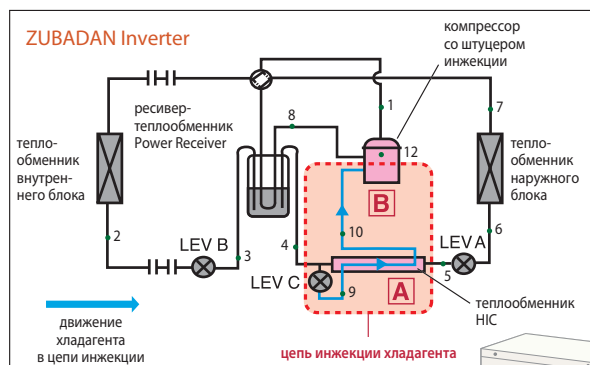 ZUBADAN Inverter
компрессор
со штуцером
инжекции
ресивер-
теплообменник
Power Receiver
8
1
7
12
тепло-
обменник
внутрен-
него блока
тепло-
обменник
наружного
блока
B
2
LEV B
3
4
10
LEV A
6
5
LEV C
9
A
теплообменник
HIC
движение
хладагента
в цепи инжекции
цепь инжекции хладагента